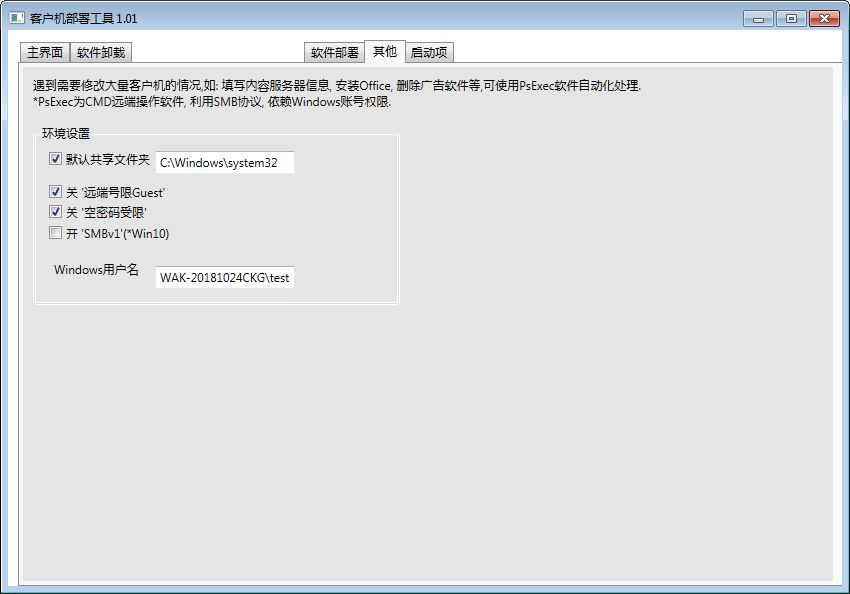 客户机部署工具 1.01
主界面 软件卸载 软件部署 其他 启动项
遇到需要修改大量客户机的情况,如: 填写内容服务器信息, 安装Office, 删除广告软件等,可使用PsExec软件自动化处理.
*PsExec为CMD远端操作软件, 利用SMB协议, 依赖Windows账号权限.
环境设置
默认共享文件夹 C:\Windows\system32
关 '远端号限Guest'
关 '空密码受限'
开 'SMBv1'(*Win10)
Windows用户名 WAK-20181024CKG\test